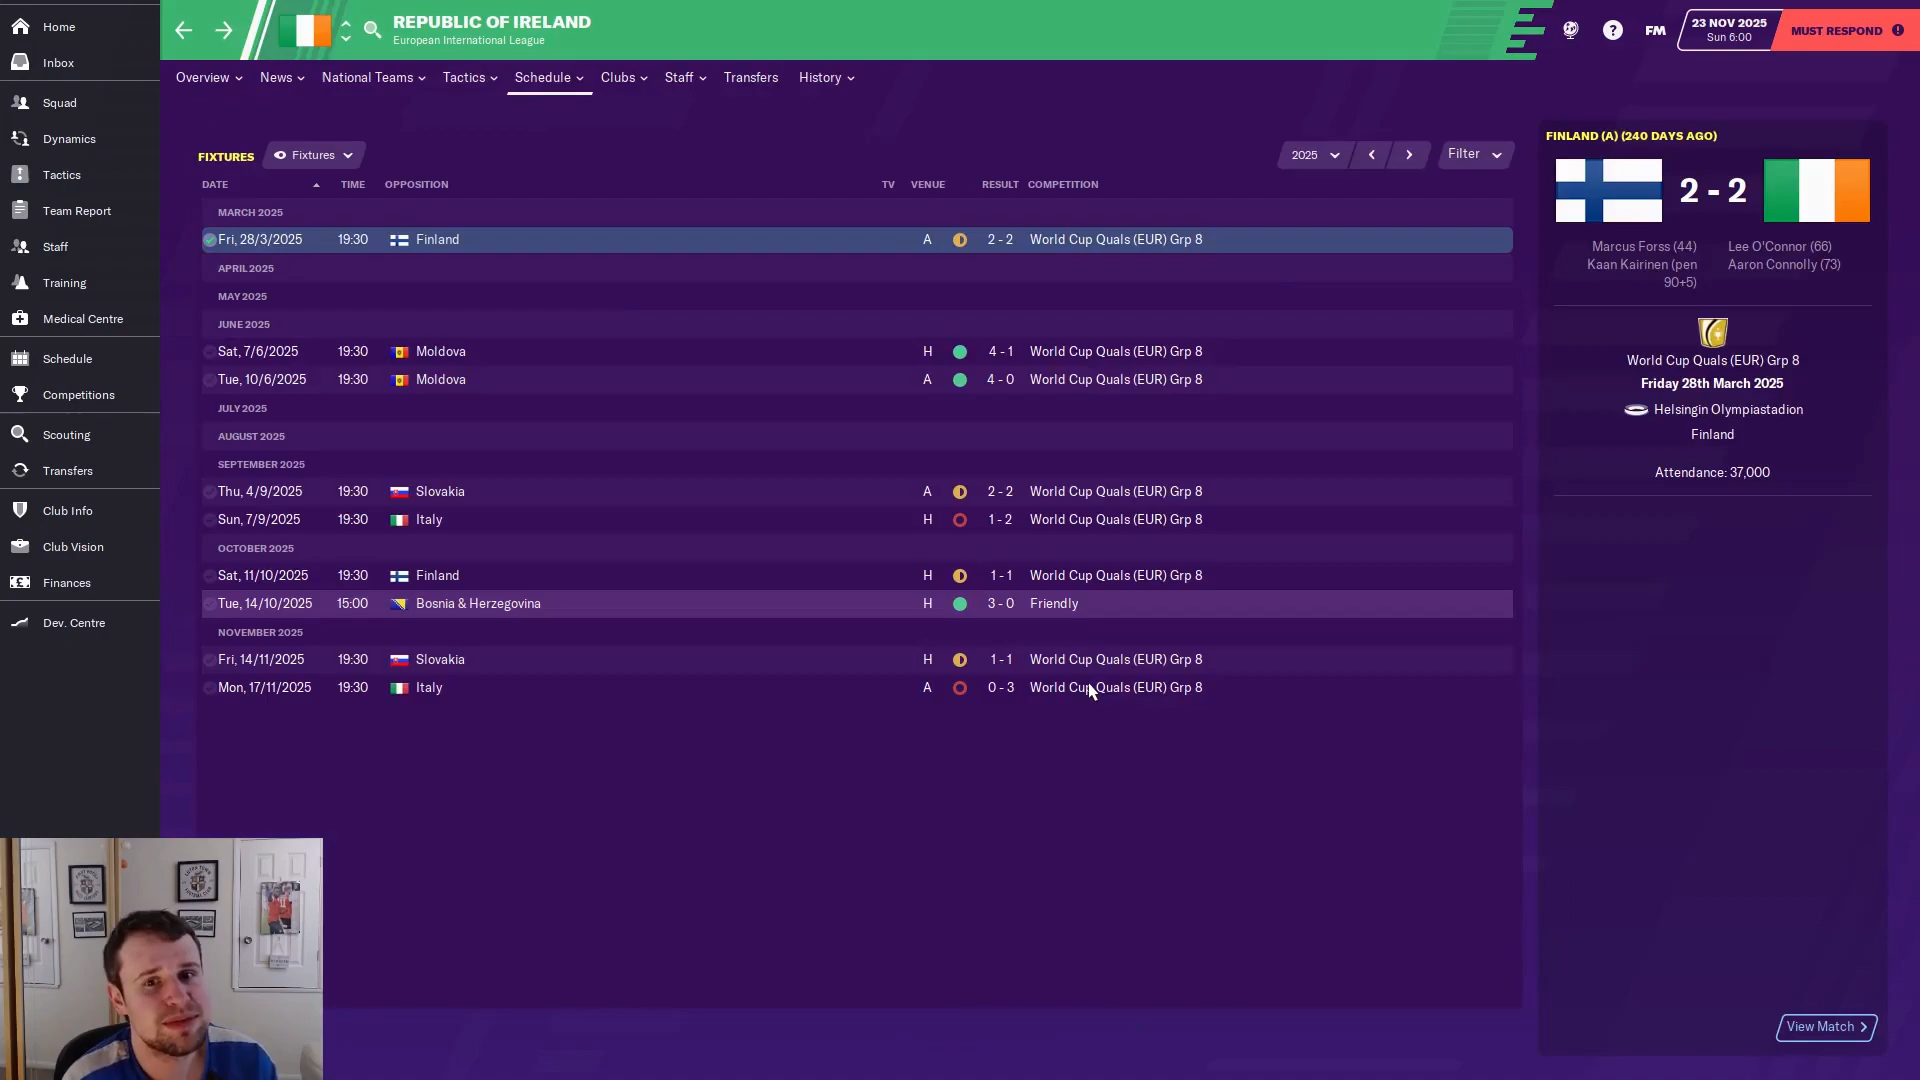 Home
Inbox
Squad
Dynamics
Tactics
Team Report
Staff
Training
Medical Centre
Schedule
Competitions
Scouting
Transfers
Club Info
Club Vision
Finances
Dev. Centre
REPUBLIC OF IRELAND
European International League
?
FM
23 NOV 2025
Sun 6:00
MUST RESPOND
Overview News National Teams Tactics Schedule Clubs Staff Transfers History
FIXTURES Fixtures 2025 Filter
DATE TIME OPPOSITION TV VENUE RESULT COMPETITION
MARCH 2025
Fri, 28/3/2025 19:30 Finland A 2 - 2 World Cup Quals (EUR) Grp 8
APRIL 2025
MAY 2025
JUNE 2025
Sat, 7/6/2025 19:30 Moldova H 4 - 1 World Cup Quals (EUR) Grp 8
Tue, 10/6/2025 19:30 Moldova A 4 - 0 World Cup Quals (EUR) Grp 8
JULY 2025
AUGUST 2025
SEPTEMBER 2025
Thu, 4/9/2025 19:30 Slovakia A 2 - 2 World Cup Quals (EUR) Grp 8
Sun, 7/9/2025 19:30 Italy H 1 - 2 World Cup Quals (EUR) Grp 8
OCTOBER 2025
Sat, 11/10/2025 19:30 Finland H 1 - 1 World Cup Quals (EUR) Grp 8
Tue, 14/10/2025 15:00 Bosnia & Herzegovina H 3 - 0 Friendly
NOVEMBER 2025
Fri, 14/11/2025 19:30 Slovakia H 1 - 1 World Cup Quals (EUR) Grp 8
Mon, 17/11/2025 19:30 Italy A 0 - 3 World Cup Quals (EUR) Grp 8
FINLAND (A) (240 DAYS AGO)
2 - 2
Marcus Forss (44) Lee O'Connor (66)
Kaan Kairinen (pen Aaron Connolly (73)
90+5)
World Cup Quals (EUR) Grp 8
Friday 28th March 2025
Helsingin Olympiastadion
Finland
Attendance: 37,000
View Match